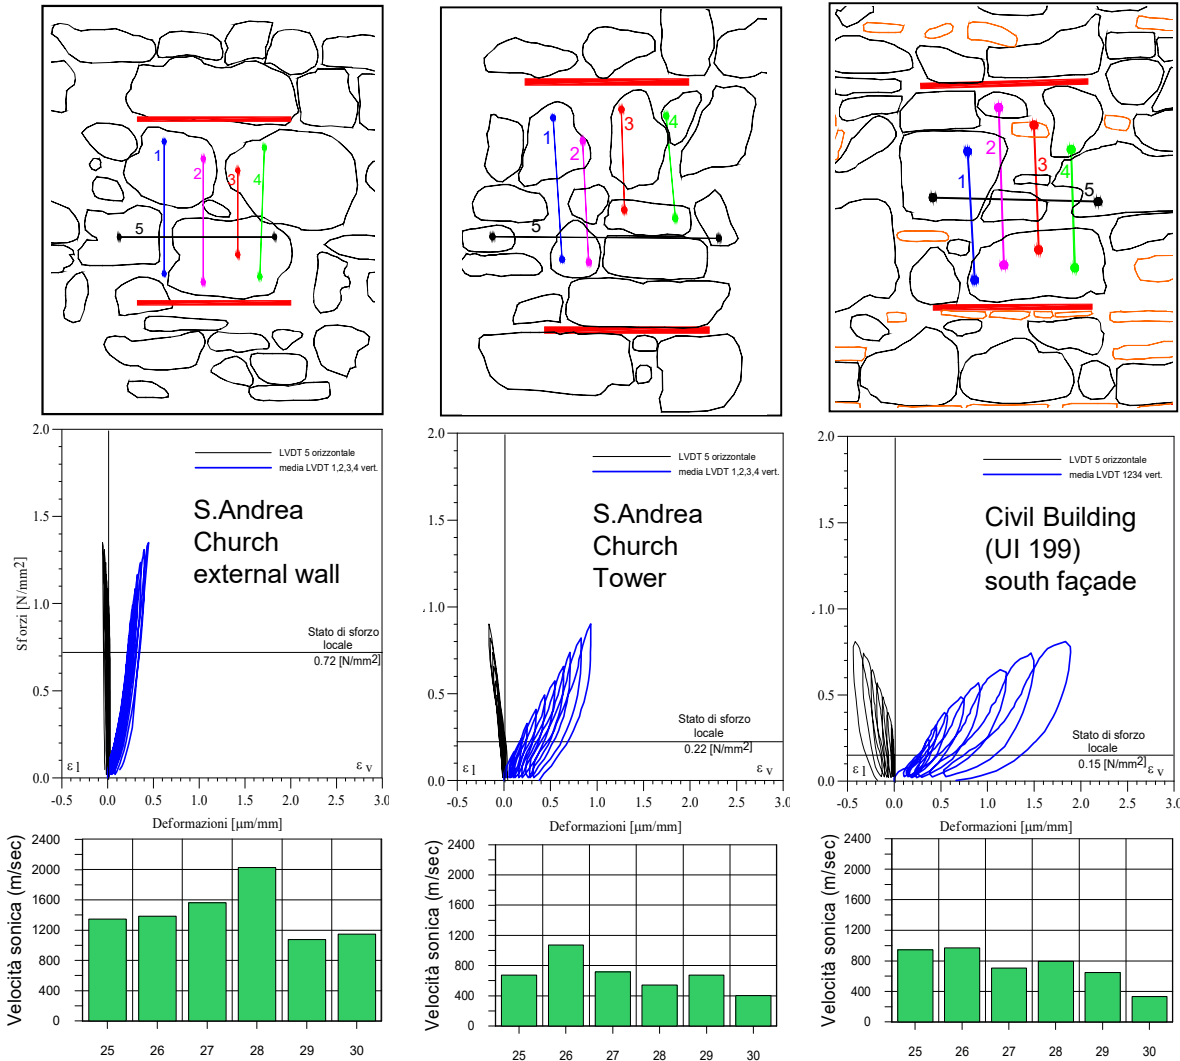 1
2
3
4
5
1
2
3
4
5
1
2
3
4
5
2.0
1.5
1.0
0.5
0.0
Sforzi [N/mm2]
LVDT 5 orizzontale
media LVDT 1,2,3,4 vert.
S.Andrea
Church
external wall
Stato di sforzo
locale
0.72 [N/mm2]
ε l
ε v
-0.5 0.0 0.5 1.0 1.5 2.0 2.5 3.0
Deformazioni [μm/mm]
2.0
1.5
1.0
0.5
0.0
LVDT 5 orizzontale
media LVDT 1,2,3,4 vert.
S.Andrea
Church
Tower
Stato di sforzo
locale
0.22 [N/mm2]
ε l
ε v
-0.5 0.0 0.5 1.0 1.5 2.0 2.5 3.0
Deformazioni [μm/mm]
2.0
1.5
1.0
0.5
0.0
LVDT 5 orizzontale
media LVDT 1234 vert.
Civil Building
(UI 199)
south façade
Stato di sforzo
locale
0.15 [N/mm2]
ε l
ε v
-0.5 0.0 0.5 1.0 1.5 2.0 2.5 3.0
Deformazioni [μm/mm]
Velocità sonica (m/sec)
2400
2000
1600
1200
800
400
0
25 26 27 28 29 30
Velocità sonica (m/sec)
2400
2000
1600
1200
800
400
0
25 26 27 28 29 30
Velocità sonica (m/sec)
2400
2000
1600
1200
800
400
0
25 26 27 28 29 30